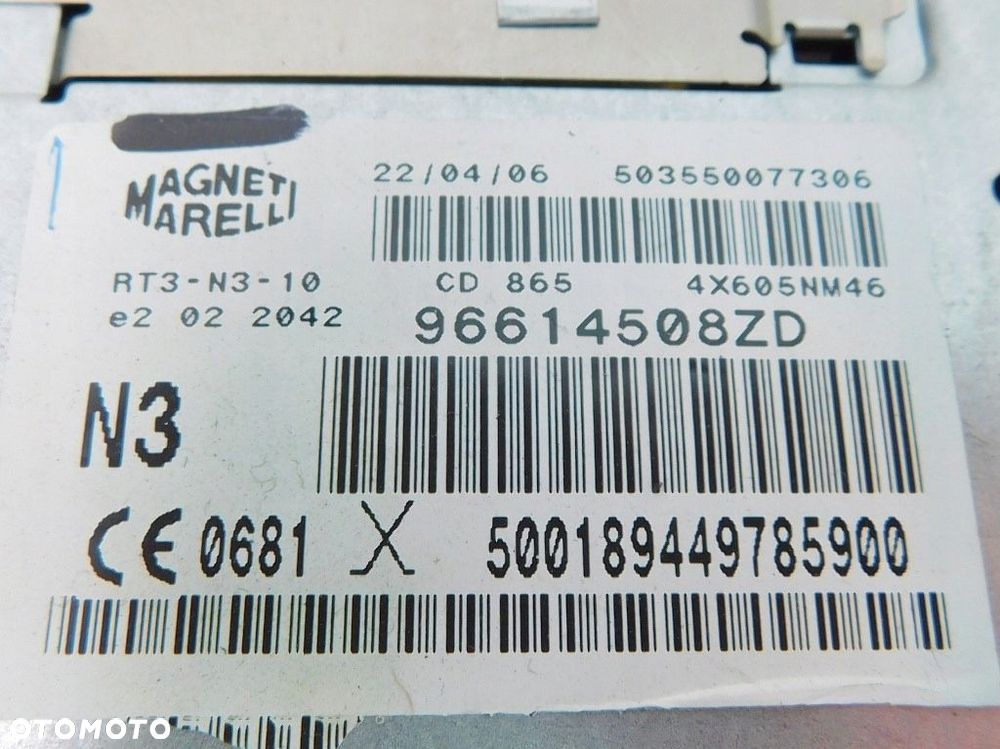 MAGNETI
MARELLI
22/04/06 503550077306
RT3-N3-10 CD 865 4X605NM46
e2 02 2042 96614508ZD
N3
CE 0681 X 500189449785900
OTOMOTO